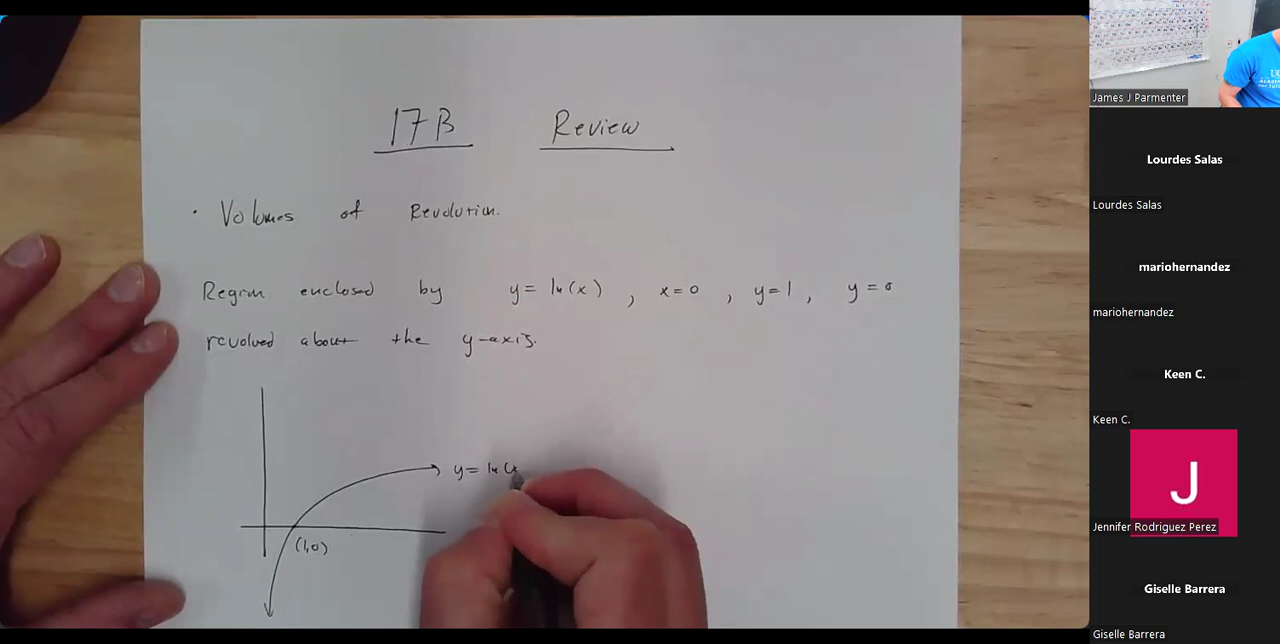 17B Review
· Volumes of Revolution.
Region enclosed by y = ln(x) , x=0 , y=1 , y=0
revolved about the y-axis.
y= ln(x
(1,0)
James J Parmenter
Lourdes Salas
Lourdes Salas
mariohernandez
mariohernandez
Keen C.
Keen C.
J
Jennifer Rodriguez Perez
Giselle Barrera
Giselle Barrera